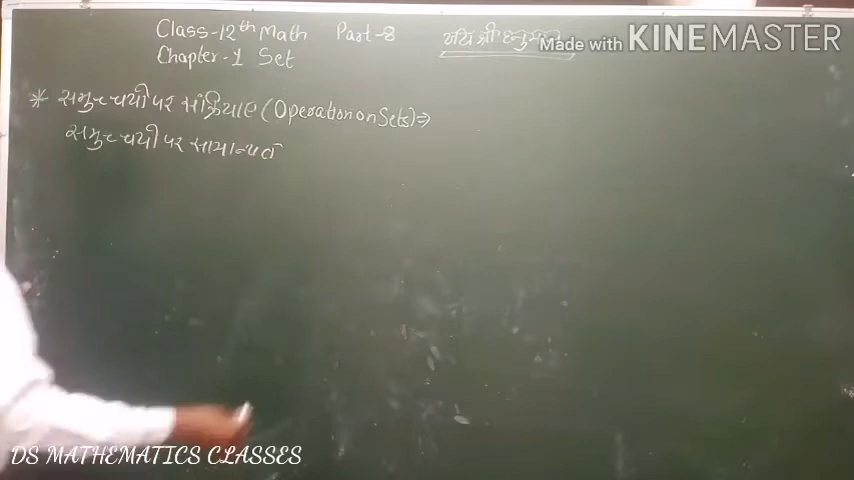 Class-12th Math Part-8 जय श्री हनुमान
Made with KINEMASTER
Chapter-1 Set
* समुच्चयों पर संक्रियाए (Operation on Sets) ⇒
समुच्चयों पर सामान्यत
DS MATHEMATICS CLASSES